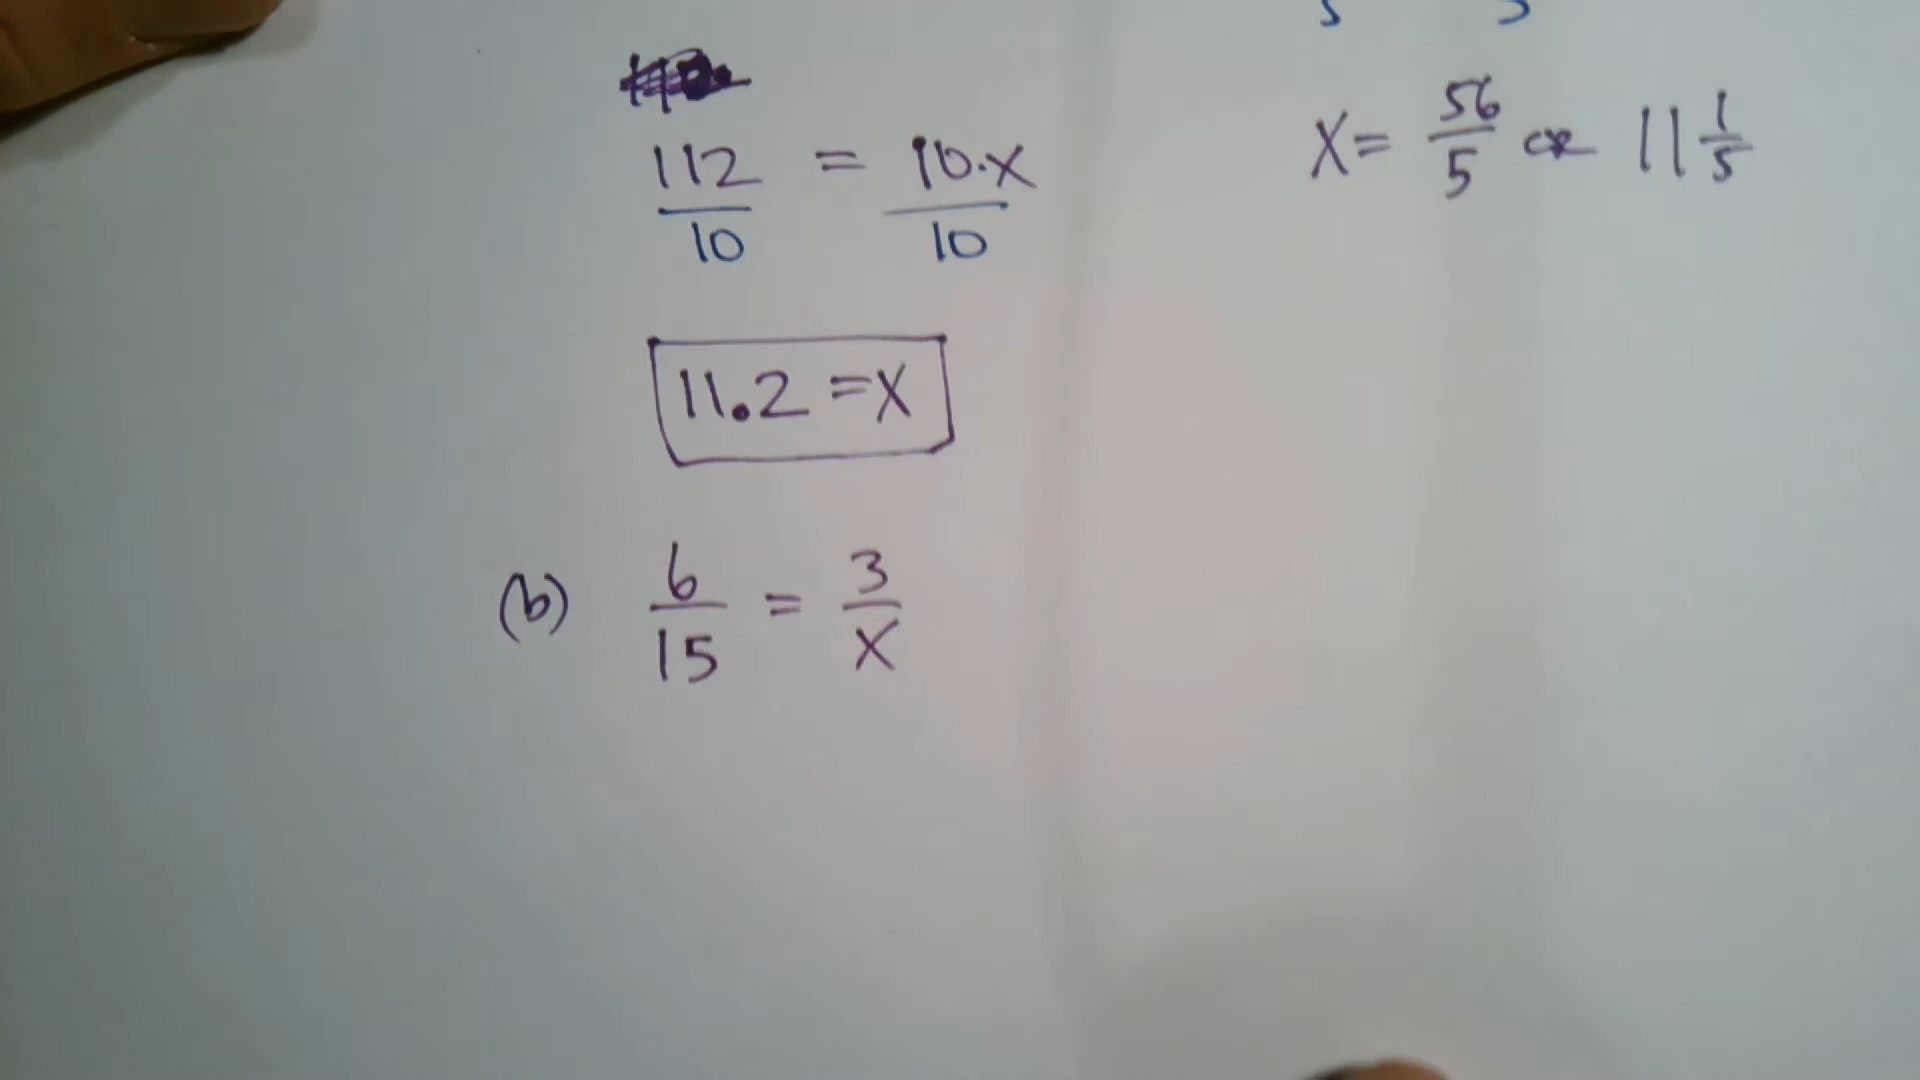 112 = 10·x
10 10
11.2 = x
(b) 6/15 = 3/x
x = 56/5 or 11 1/5